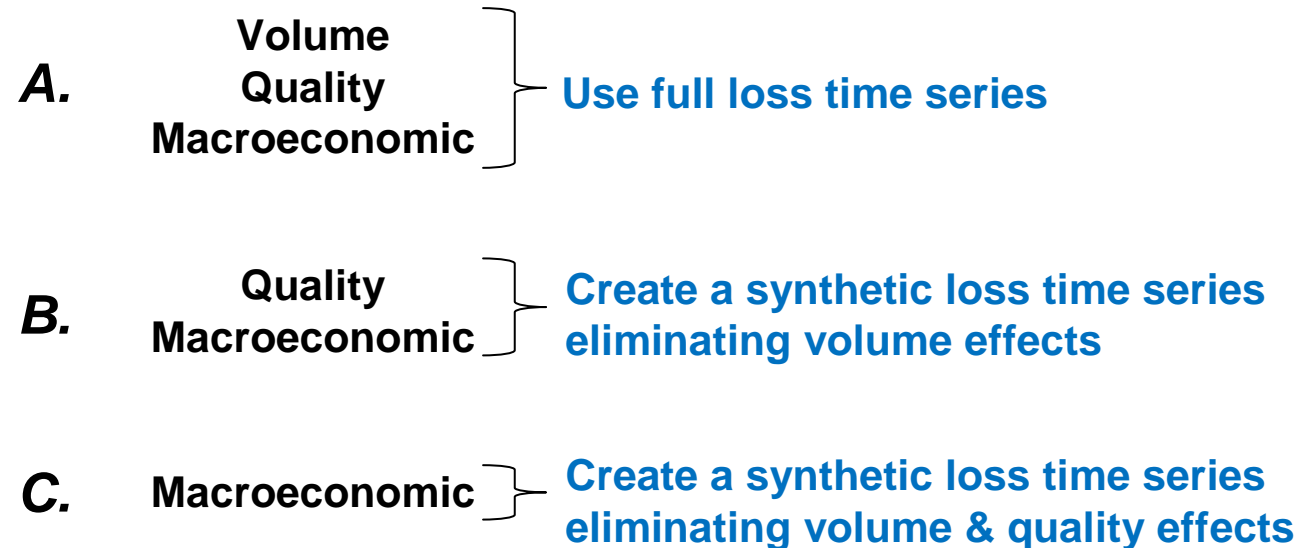 A.
Volume
Quality
Macroeconomic
Use full loss time series
B.
Quality
Macroeconomic
Create a synthetic loss time series
eliminating volume effects
C.
Macroeconomic
Create a synthetic loss time series
eliminating volume & quality effects